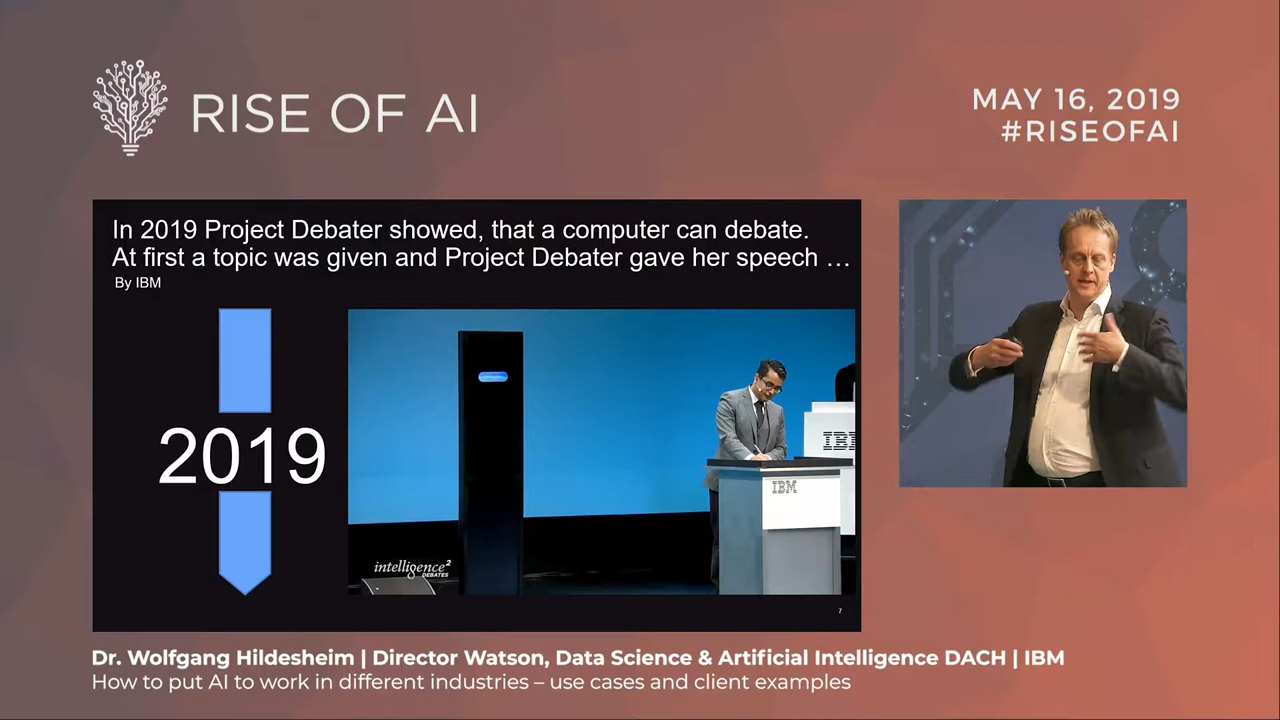 RISE OF AI
MAY 16, 2019
#RISEOFAI
In 2019 Project Debater showed, that a computer can debate.
At first a topic was given and Project Debater gave her speech …
By IBM
2019
IBM
IBM
intelligence²
DEBATES
7
Dr. Wolfgang Hildesheim | Director Watson, Data Science & Artificial Intelligence DACH | IBM
How to put AI to work in different industries – use cases and client examples